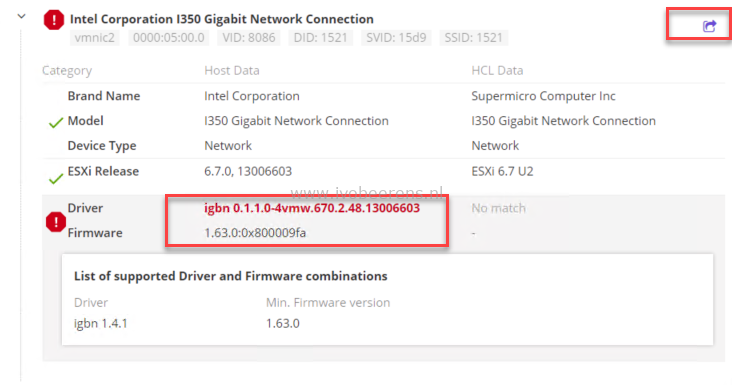 Intel Corporation I350 Gigabit Network Connection
vmnic2 0000:05:00.0 VID: 8086 DID: 1521 SVID: 15d9 SSID: 1521
Category Host Data HCL Data
Brand Name Intel Corporation Supermicro Computer Inc
Model I350 Gigabit Network Connection I350 Gigabit Network Connection
Device Type Network Network
ESXi Release 6.7.0, 13006603 ESXi 6.7 U2
www.ivobeerens.nl
Driver igbn 0.1.1.0-4vmw.670.2.48.13006603 No match
Firmware 1.63.0:0x800009fa -
List of supported Driver and Firmware combinations
Driver Min. Firmware version
igbn 1.4.1 1.63.0